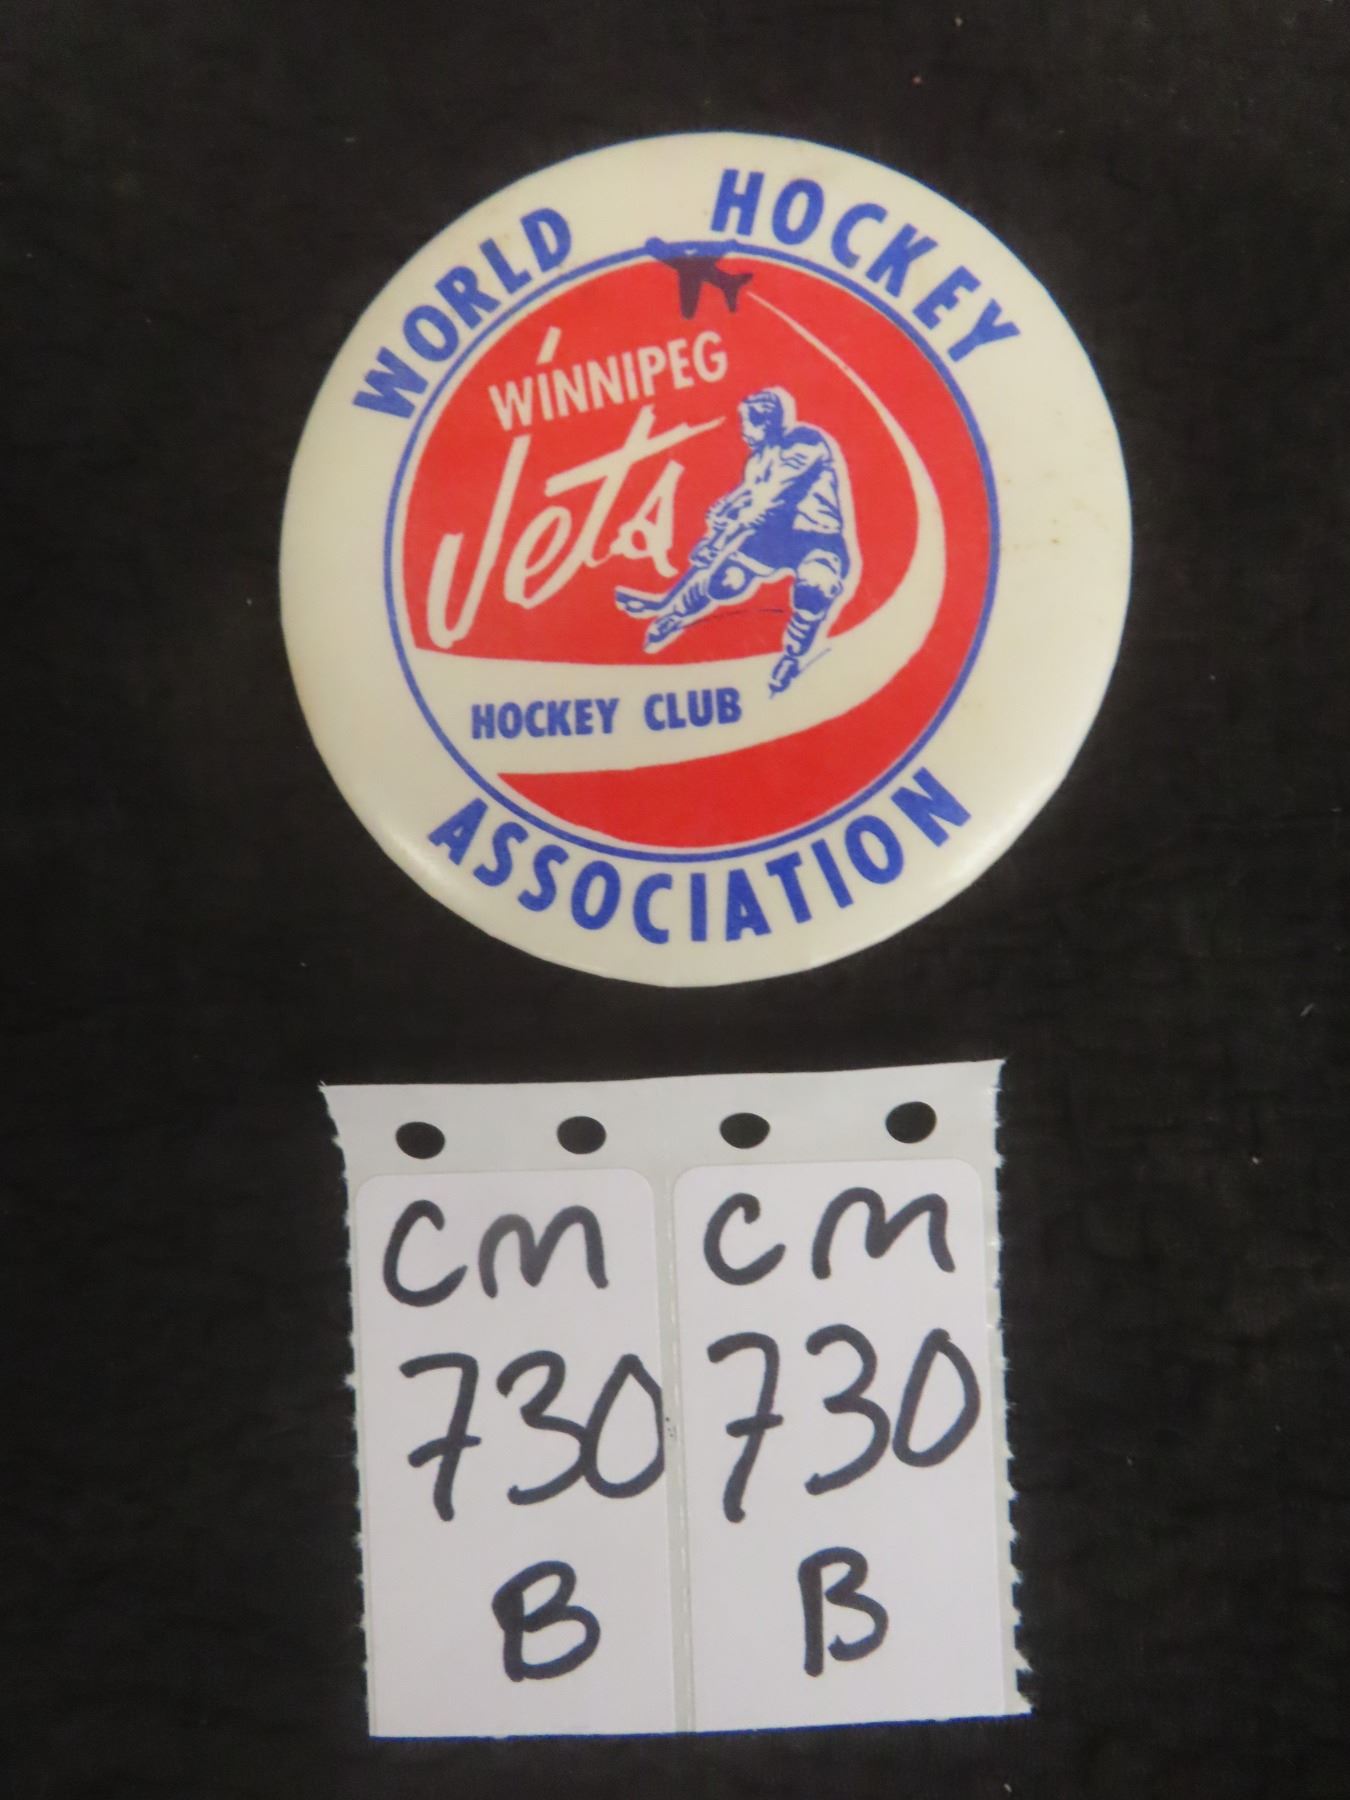 WORLD HOCKEY
WINNIPEG
Jets
HOCKEY CLUB
ASSOCIATION
CM CM
730 730
B B